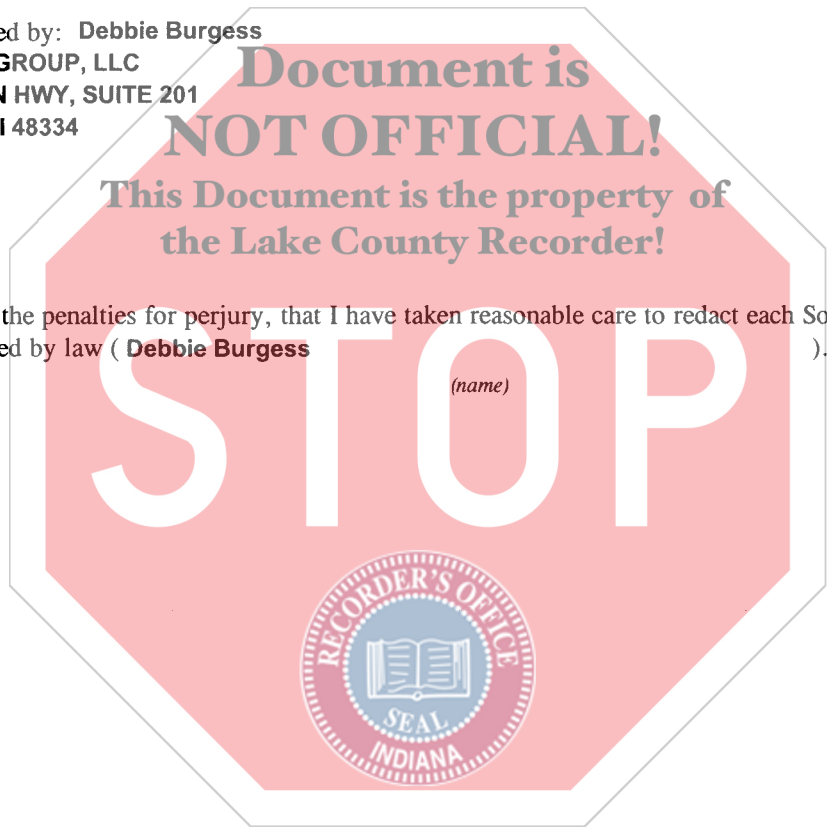 ed by: Debbie Burgess
GROUP, LLC
N HWY, SUITE 201
I 48334
Document is
NOT OFFICIAL!
This Document is the property of
the Lake County Recorder!
the penalties for perjury, that I have taken reasonable care to redact each So
ed by law ( Debbie Burgess ).
(name)
STOP
RECORDER'S OFFICE
SEAL
INDIANA